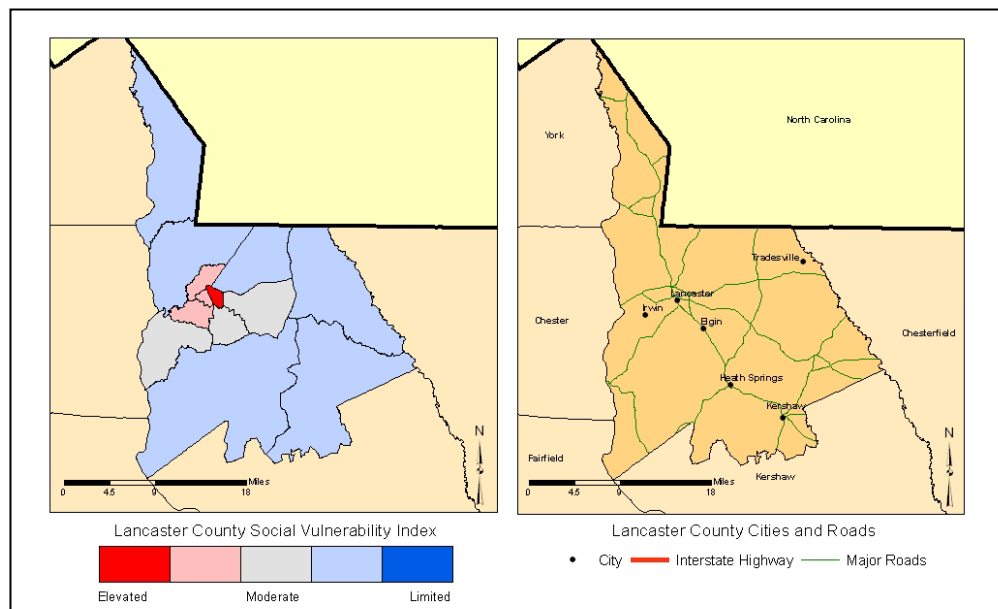 N
0 4.5 9 18 Miles
Lancaster County Social Vulnerability Index
Elevated Moderate Limited
York
North Carolina
Tradesville
Lancaster
Irwin
Chester
Elgin
Chesterfield
Heath Springs
Kershaw
N
Fairfield
Kershaw
0 4.5 9 18 Miles
Lancaster County Cities and Roads
City Interstate Highway Major Roads